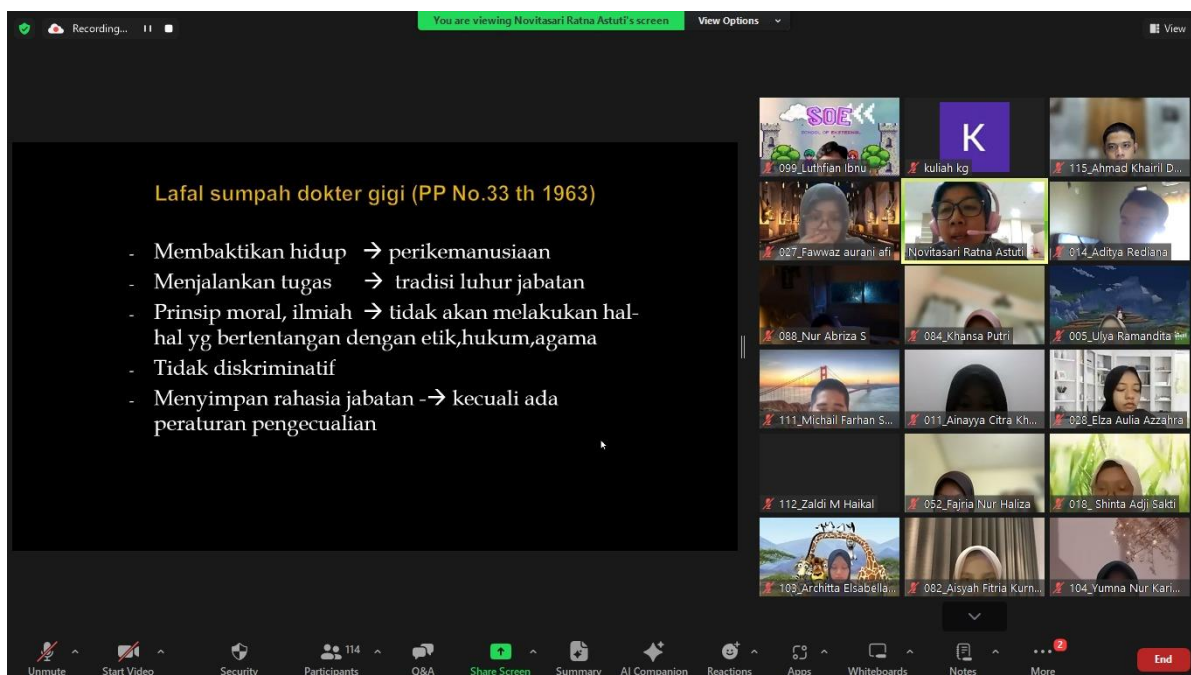 Recording...
You are viewing Novitasari Ratna Astuti's screen
View Options
View
Lafal sumpah dokter gigi (PP No.33 th 1963)
- Membaktikan hidup → perikemanusiaan
- Menjalankan tugas → tradisi luhur jabatan
- Prinsip moral, ilmiah → tidak akan melakukan hal-
hal yg bertentangan dengan etik,hukum,agama
- Tidak diskriminatif
- Menyimpan rahasia jabatan -→ kecuali ada
peraturan pengecualian
SOE
099_Luthfian Ibnu
K
kuliah kg
115_Ahmad Khairil D...
027_Fawwaz aurani afi
Novitasari Ratna Astuti
014_Aditya Rediana
088_Nur Abriza S
084_Khansa Putri
005_Ulya Ramandita
111_Michail Farhan S...
011_Ainayya Citra Kh...
028_Elza Aulia Azzahra
112_Zaldi M Haikal
052_Fajria Nur Haliza
018_ Shinta Adji Sakti
103_Architta Elsabella...
082_Aisyah Fitria Kurn...
104_Yumna Nur Kari...
Unmute
Start Video
Security
114
Participants
Q&A
Share Screen
Summary
AI Companion
Reactions
Apps
Whiteboards
Notes
2
More
End